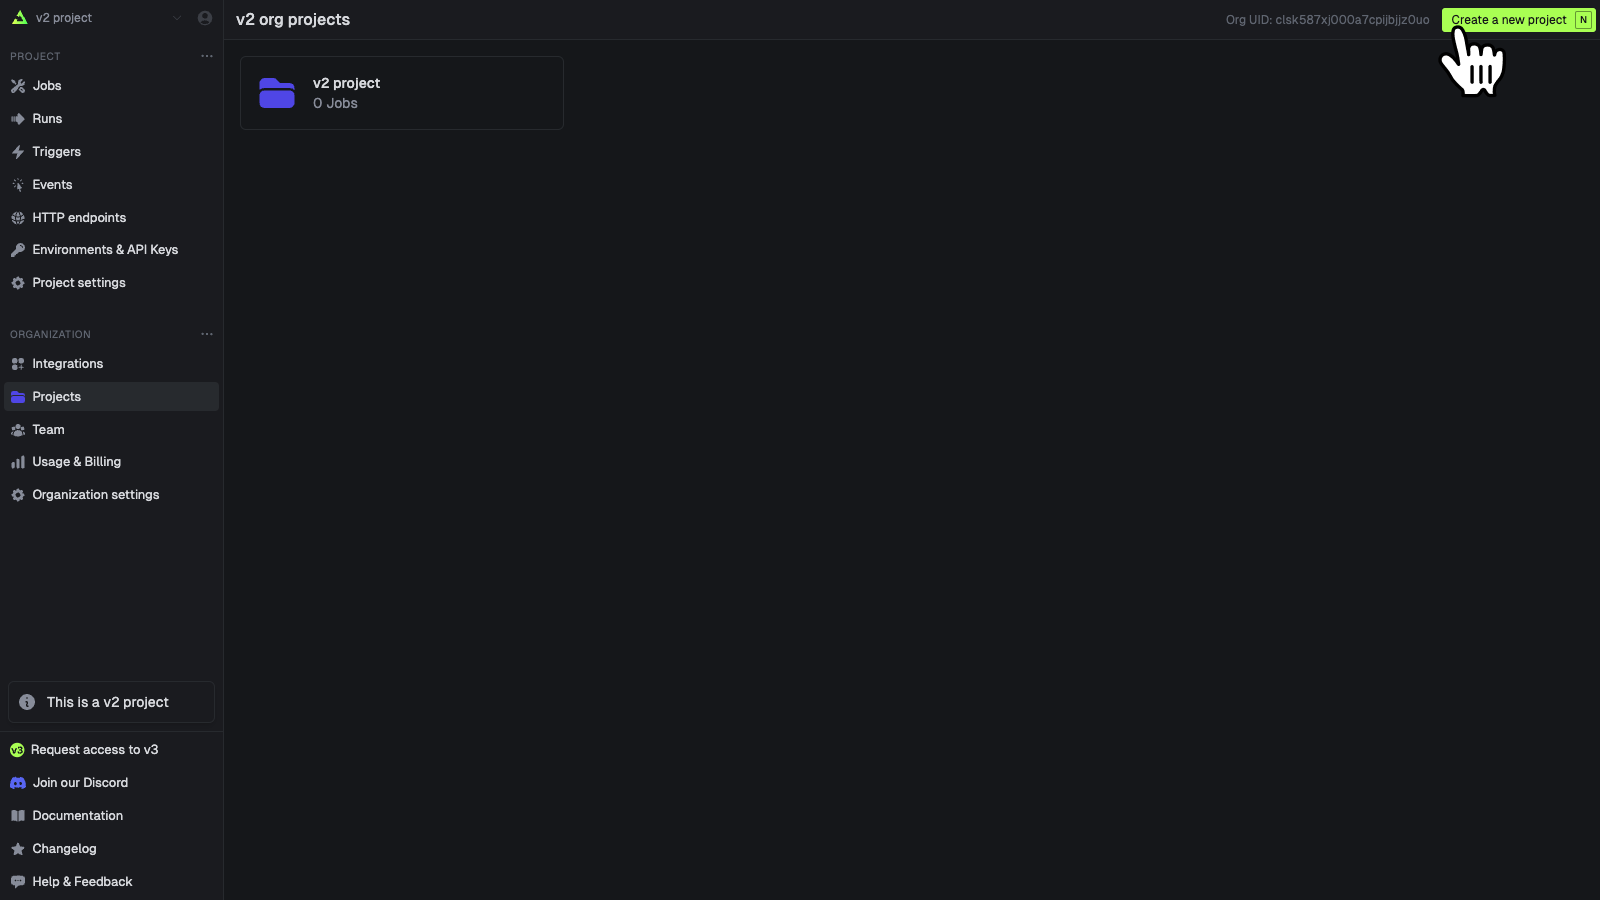 v2 project
PROJECT
Jobs
Runs
Triggers
Events
HTTP endpoints
Environments & API Keys
Project settings
ORGANIZATION
Integrations
Projects
Team
Usage & Billing
Organization settings
This is a v2 project
v3 Request access to v3
Join our Discord
Documentation
Changelog
Help & Feedback
v2 org projects
Org UID: clsk587xj000a7cpijbjjz0uo
Create a new project N
v2 project
0 Jobs